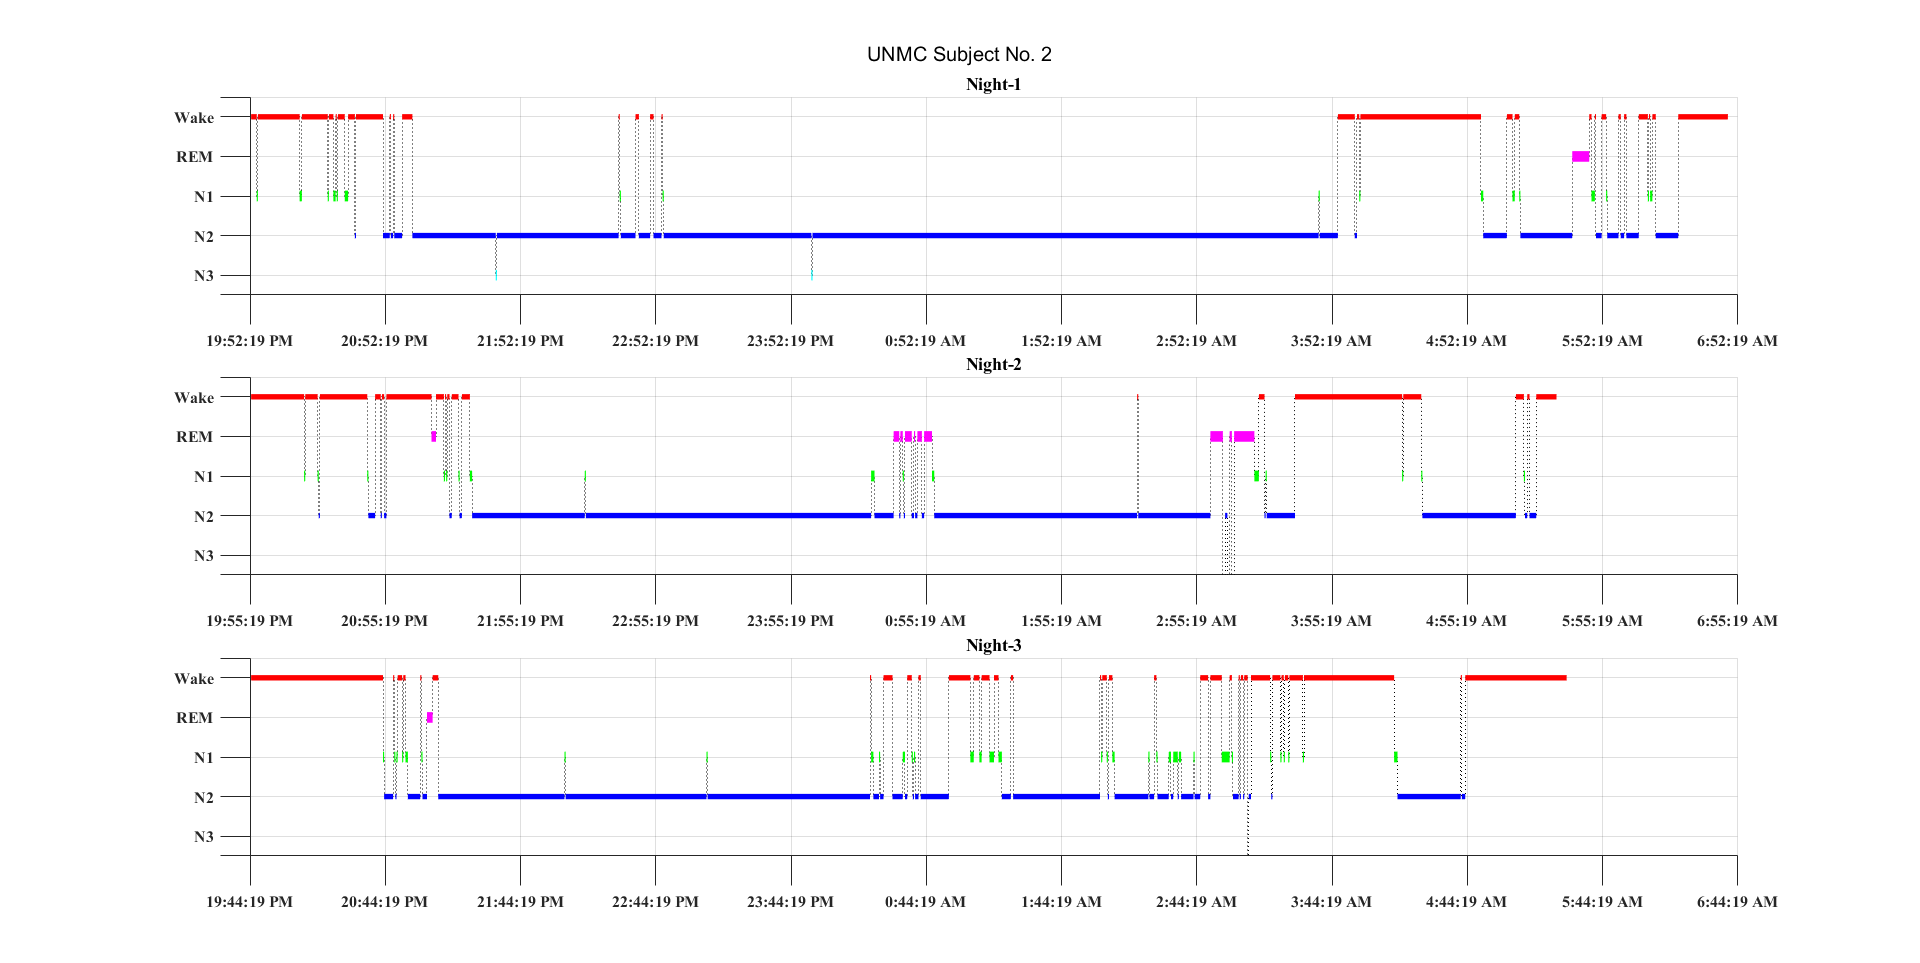 UNMC Subject No. 2
Night-1
Wake
REM
N1
N2
N3
19:52:19 PM 20:52:19 PM 21:52:19 PM 22:52:19 PM 23:52:19 PM 0:52:19 AM 1:52:19 AM 2:52:19 AM 3:52:19 AM 4:52:19 AM 5:52:19 AM 6:52:19 AM
Night-2
Wake
REM
N1
N2
N3
19:55:19 PM 20:55:19 PM 21:55:19 PM 22:55:19 PM 23:55:19 PM 0:55:19 AM 1:55:19 AM 2:55:19 AM 3:55:19 AM 4:55:19 AM 5:55:19 AM 6:55:19 AM
Night-3
Wake
REM
N1
N2
N3
19:44:19 PM 20:44:19 PM 21:44:19 PM 22:44:19 PM 23:44:19 PM 0:44:19 AM 1:44:19 AM 2:44:19 AM 3:44:19 AM 4:44:19 AM 5:44:19 AM 6:44:19 AM